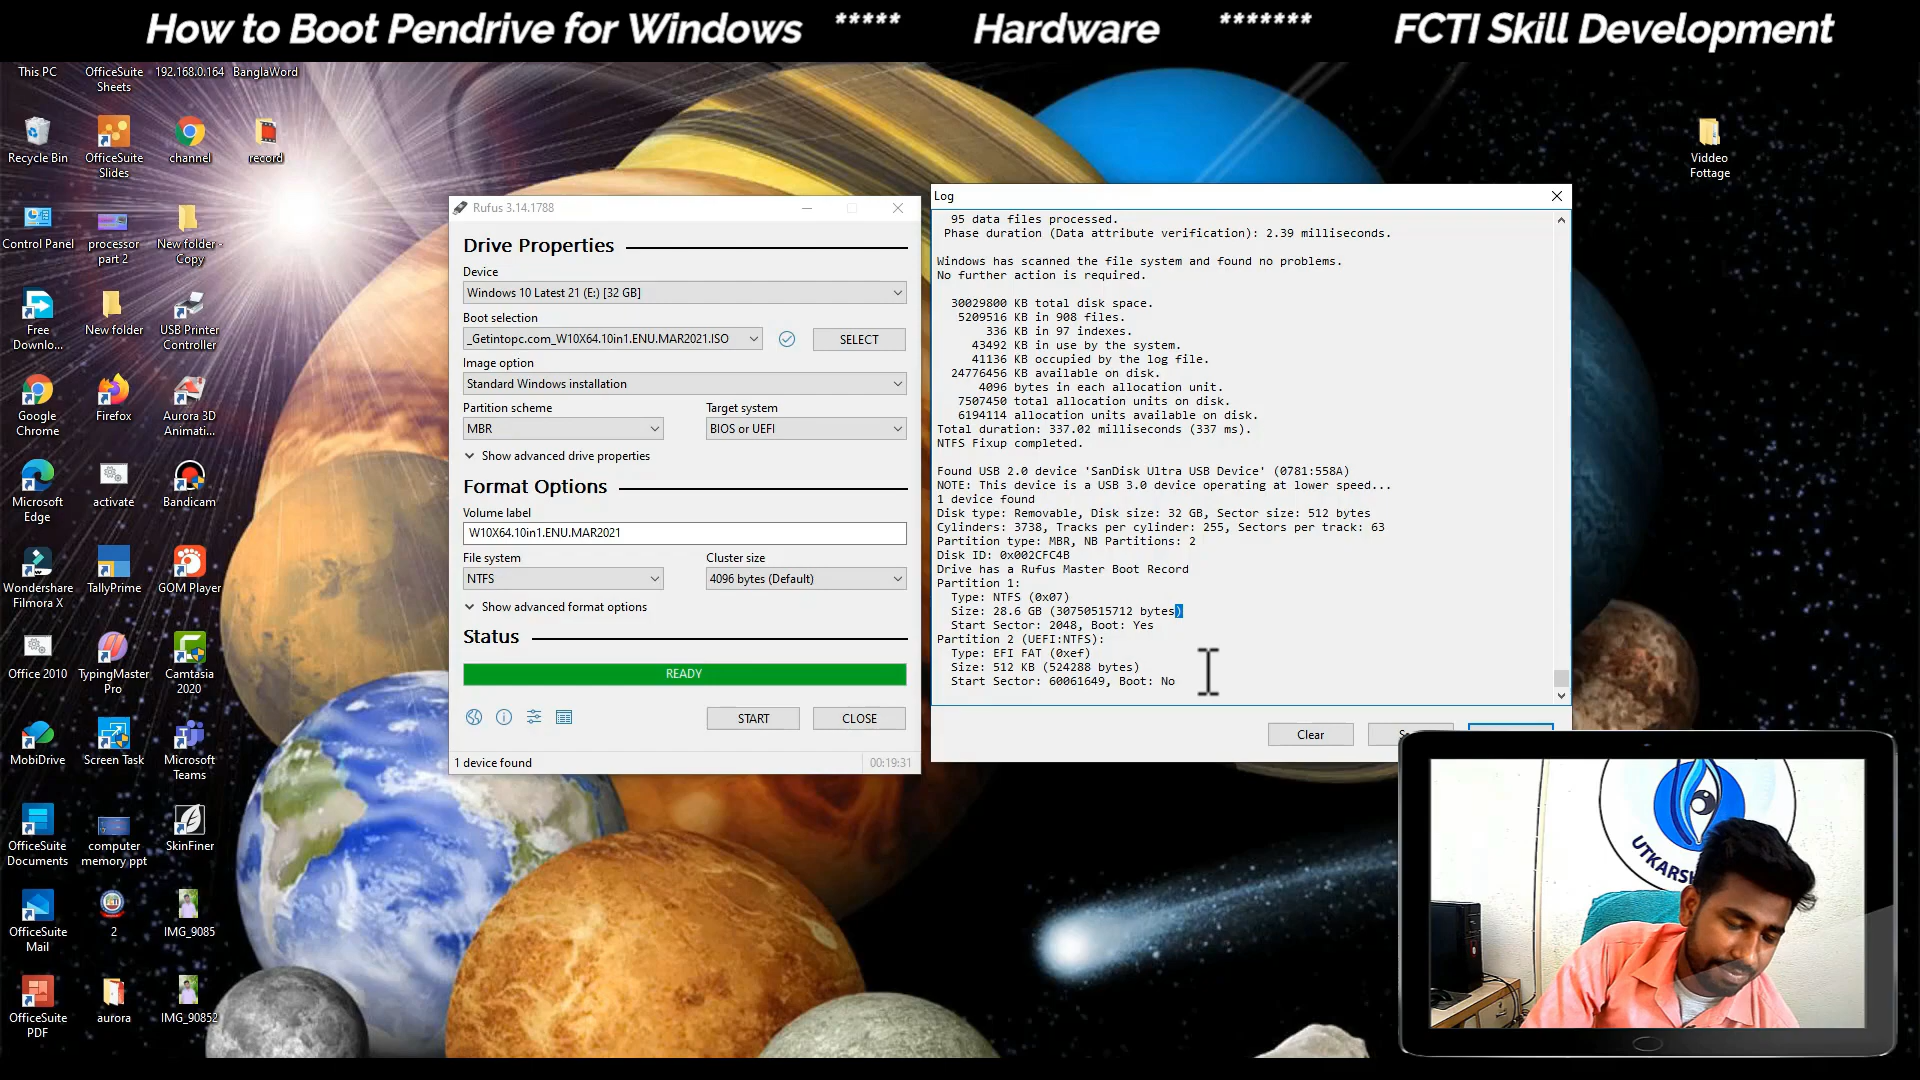 How to Boot Pendrive for Windows ***** Hardware ******* FCTI Skill Development
This PC
OfficeSuite
Sheets
192.168.0.164
BanglaWord
Recycle Bin
OfficeSuite
Slides
channel
record
Control Panel
processor
part 2
New folder -
Copy
Free
Downlo...
New folder
USB Printer
Controller
Google
Chrome
Firefox
Aurora 3D
Animati...
Microsoft
Edge
activate
Bandicam
Wondershare
Filmora X
TallyPrime
GOM Player
Office 2010
TypingMaster
Pro
Camtasia
2020
MobiDrive
Screen Task
Microsoft
Teams
OfficeSuite
Documents
computer
memory ppt
SkinFiner
OfficeSuite
Mail
2
IMG_9085
OfficeSuite
PDF
aurora
IMG_90852
Viddeo
Fottage
Rufus 3.14.1788
Drive Properties
Device
Windows 10 Latest 21 (E:) [32 GB]
Boot selection
_Getintopc.com_W10X64.10in1.ENU.MAR2021.ISO
SELECT
Image option
Standard Windows installation
Partition scheme
Target system
MBR
BIOS or UEFI
Show advanced drive properties
Format Options
Volume label
W10X64.10in1.ENU.MAR2021
File system
Cluster size
NTFS
4096 bytes (Default)
Show advanced format options
Status
READY
START
CLOSE
1 device found
00:19:31
Log
95 data files processed.
Phase duration (Data attribute verification): 2.39 milliseconds.
Windows has scanned the file system and found no problems.
No further action is required.
30029800 KB total disk space.
5209516 KB in 908 files.
336 KB in 97 indexes.
43492 KB in use by the system.
41136 KB occupied by the log file.
24776456 KB available on disk.
4096 bytes in each allocation unit.
7507450 total allocation units on disk.
6194114 allocation units available on disk.
Total duration: 337.02 milliseconds (337 ms).
NTFS Fixup completed.
Found USB 2.0 device 'SanDisk Ultra USB Device' (0781:558A)
NOTE: This device is a USB 3.0 device operating at lower speed...
1 device found
Disk type: Removable, Disk size: 32 GB, Sector size: 512 bytes
Cylinders: 3738, Tracks per cylinder: 255, Sectors per track: 63
Partition type: MBR, NB Partitions: 2
Disk ID: 0x002CFC4B
Drive has a Rufus Master Boot Record
Partition 1:
Type: NTFS (0x07)
Size: 28.6 GB (30750515712 bytes)
Start Sector: 2048, Boot: Yes
Partition 2 (UEFI:NTFS):
Type: EFI FAT (0xef)
Size: 512 KB (524288 bytes)
Start Sector: 60061649, Boot: No
Clear
UTKARS